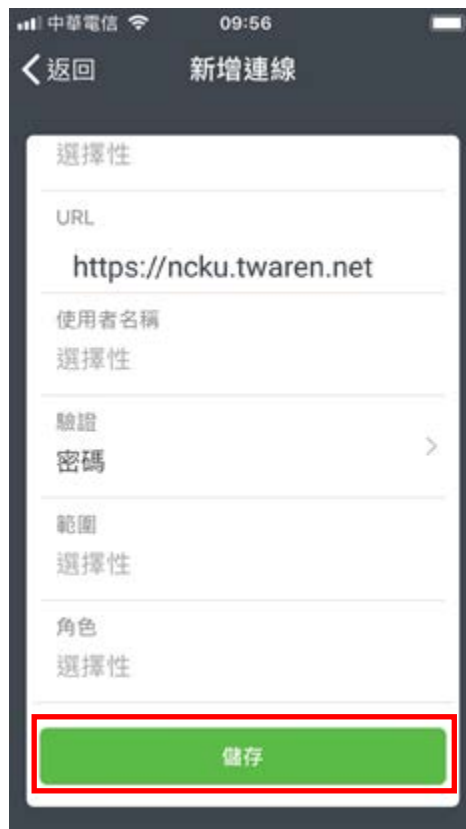 中華電信 09:56
返回 新增連線
選擇性
URL
https://ncku.twaren.net
使用者名稱
選擇性
驗證
密碼
範圍
選擇性
角色
選擇性
儲存